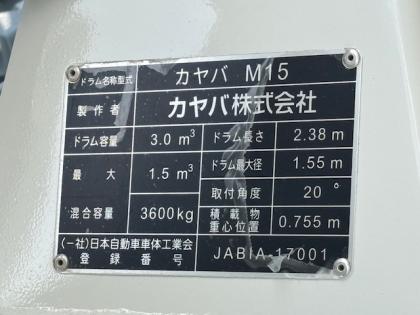 ドラム名称型式 カヤバ M15
製作者 カヤバ株式会社
ドラム容量 3.0 m³ ドラム長さ 2.38 m
最大 1.5 m³ ドラム最大径 1.55 m
混合容量 3600kg 取付角度 20°
積載物重心位置 0.755 m
(一社)日本自動車車体工業会
登録番号 JABIA-17001